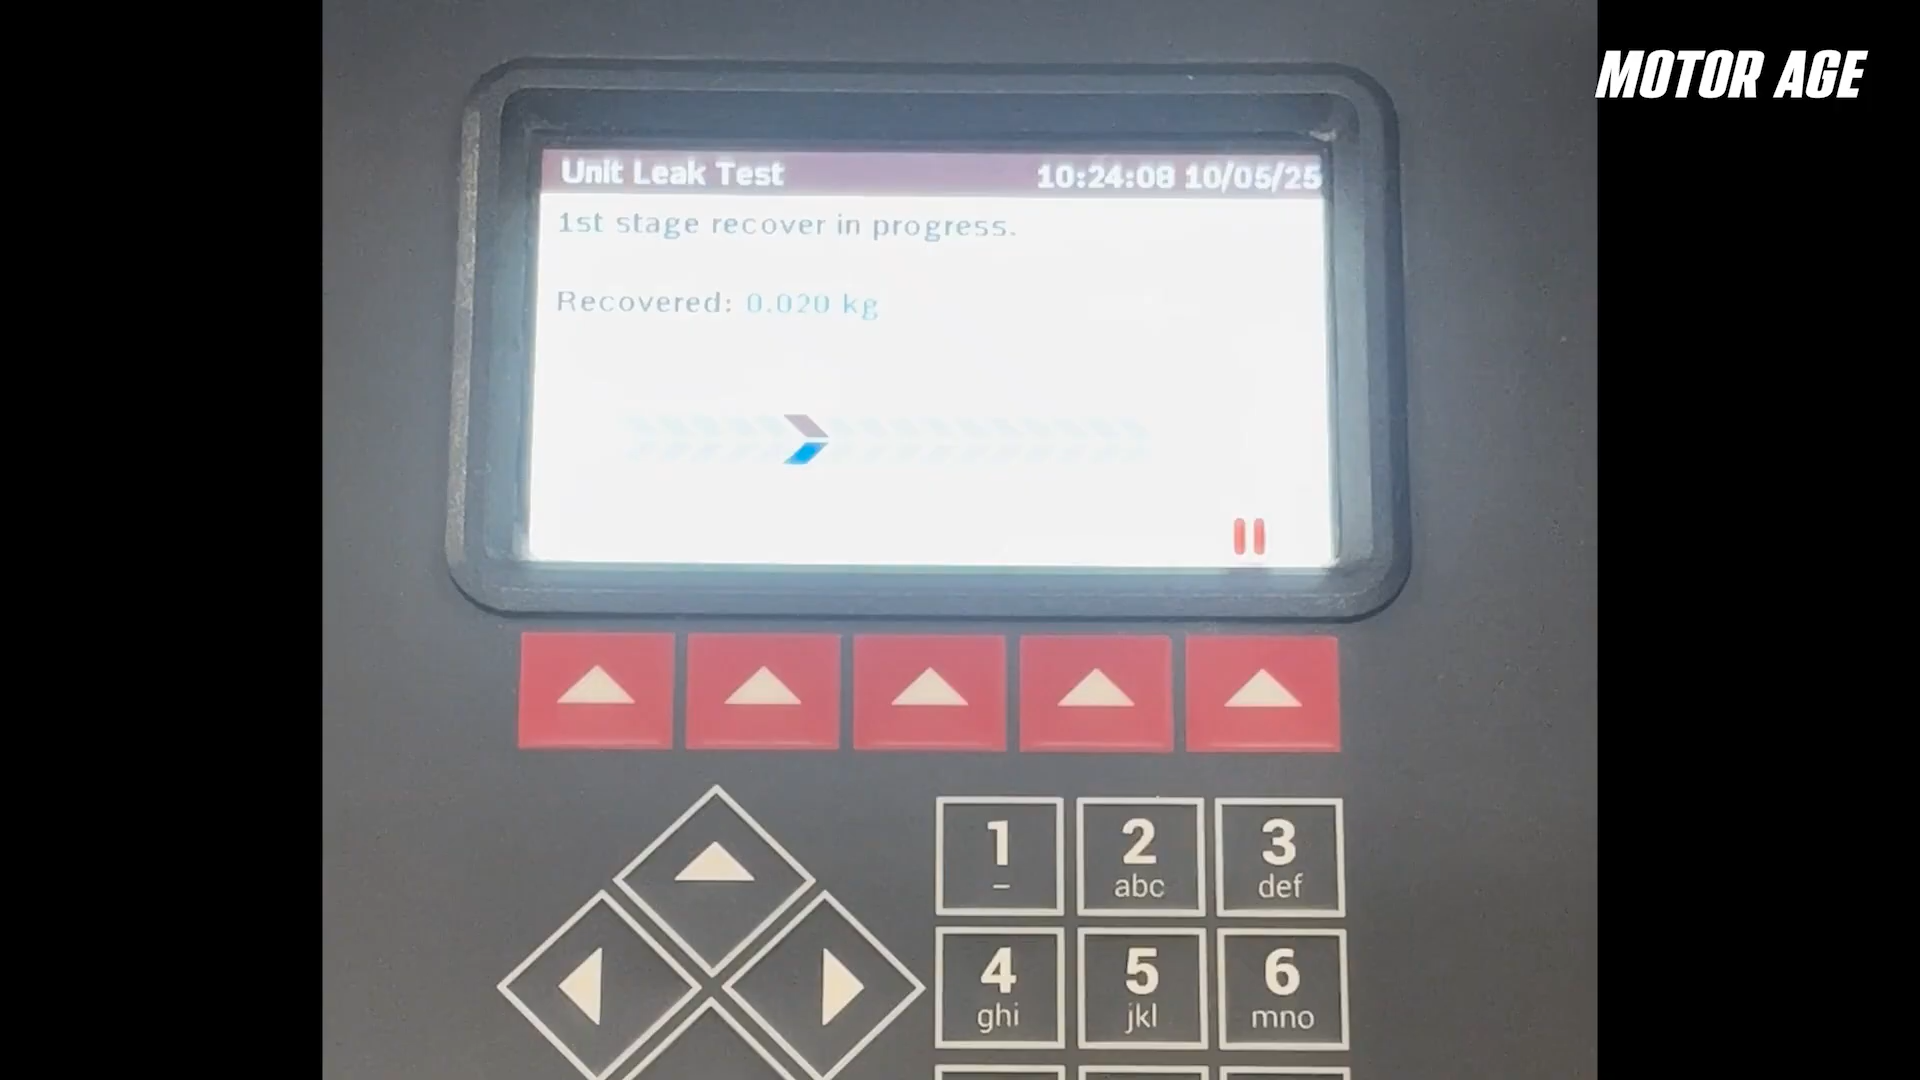 MOTOR AGE
Unit Leak Test 10:24:08 10/05/25
1st stage recover in progress.
Recovered: 0.020 kg
1 2 3
– abc def
4 5 6
ghi jkl mno